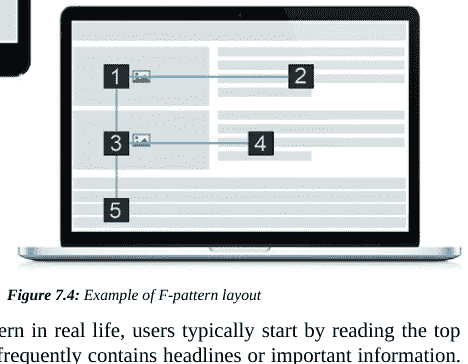 1
2
3
4
5
Figure 7.4: Example of F-pattern layout
ern in real life, users typically start by reading the top
frequently contains headlines or important information.